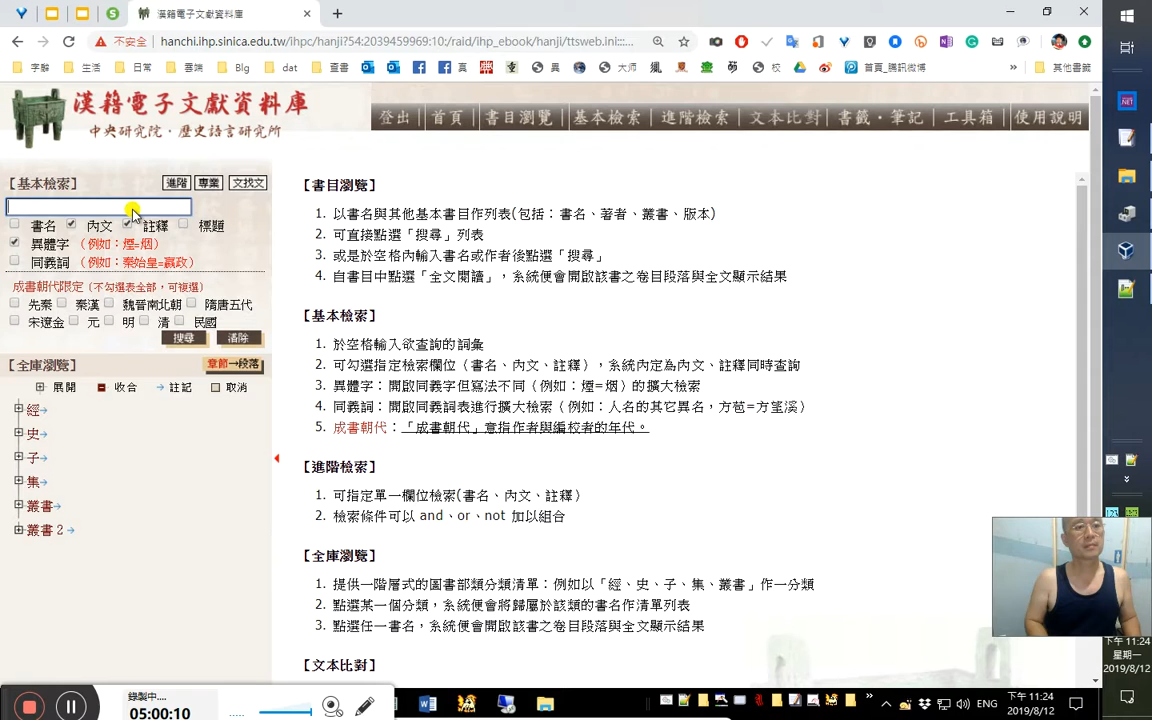 漢籍電子文獻資料庫
不安全 hanchi.ihp.sinica.edu.tw/ihpc/hanji?54:2039459969:10:/raid/ihp_ebook/hanji/ttsweb.ini:::...
字辭 生活 日常 雲端 Blg dat 查書 真 異 大师 校 首頁_騰訊微博 » 其他書籤
漢籍電子文獻資料庫
中央研究院・歷史語言研究所
登出 首頁 書目瀏覽 基本檢索 進階檢索 文本比對 書籤・筆記 工具箱 使用說明
【基本檢索】 進階 專業 文找文
書名 內文 註釋 標題
異體字 (例如：煙=烟)
同義詞 (例如：秦始皇=嬴政)
成書朝代限定 (不勾選表全部，可複選)
先秦 秦漢 魏晉南北朝 隋唐五代
宋遼金 元 明 清 民國
搜尋 清除
【全庫瀏覽】 章節→段落
展開 收合 註記 取消
經
史
子
集
叢書
叢書２
【書目瀏覽】
1. 以書名與其他基本書目作列表(包括：書名、著者、叢書、版本)
2. 可直接點選「搜尋」列表
3. 或是於空格內輸入書名或作者後點選「搜尋」
4. 自書目中點選「全文閱讀」，系統便會開啟該書之卷目段落與全文顯示結果
【基本檢索】
1. 於空格輸入欲查詢的詞彙
2. 可勾選指定檢索欄位（書名、內文、註釋），系統內定為內文、註釋同時查詢
3. 異體字：開啟同義字但寫法不同（例如：煙=烟）的擴大檢索
4. 同義詞：開啟同義詞表進行擴大檢索（例如：人名的其它異名，方苞=方望溪）
5. 成書朝代：「成書朝代」意指作者與編校者的年代。
【進階檢索】
1. 可指定單一欄位檢索(書名、內文、註釋）
2. 檢索條件可以 and、or、not 加以組合
【全庫瀏覽】
1. 提供一階層式的圖書部類分類清單：例如以「經、史、子、集、叢書」作一分類
2. 點選某一個分類，系統便會將歸屬於該類的書名作清單列表
3. 點選任一書名，系統便會開啟該書之卷目段落與全文顯示結果
【文本比對】
錄製中....
05:00:10
ENG
下午 11:24
2019/8/12
下午 11:24
星期一
2019/8/12